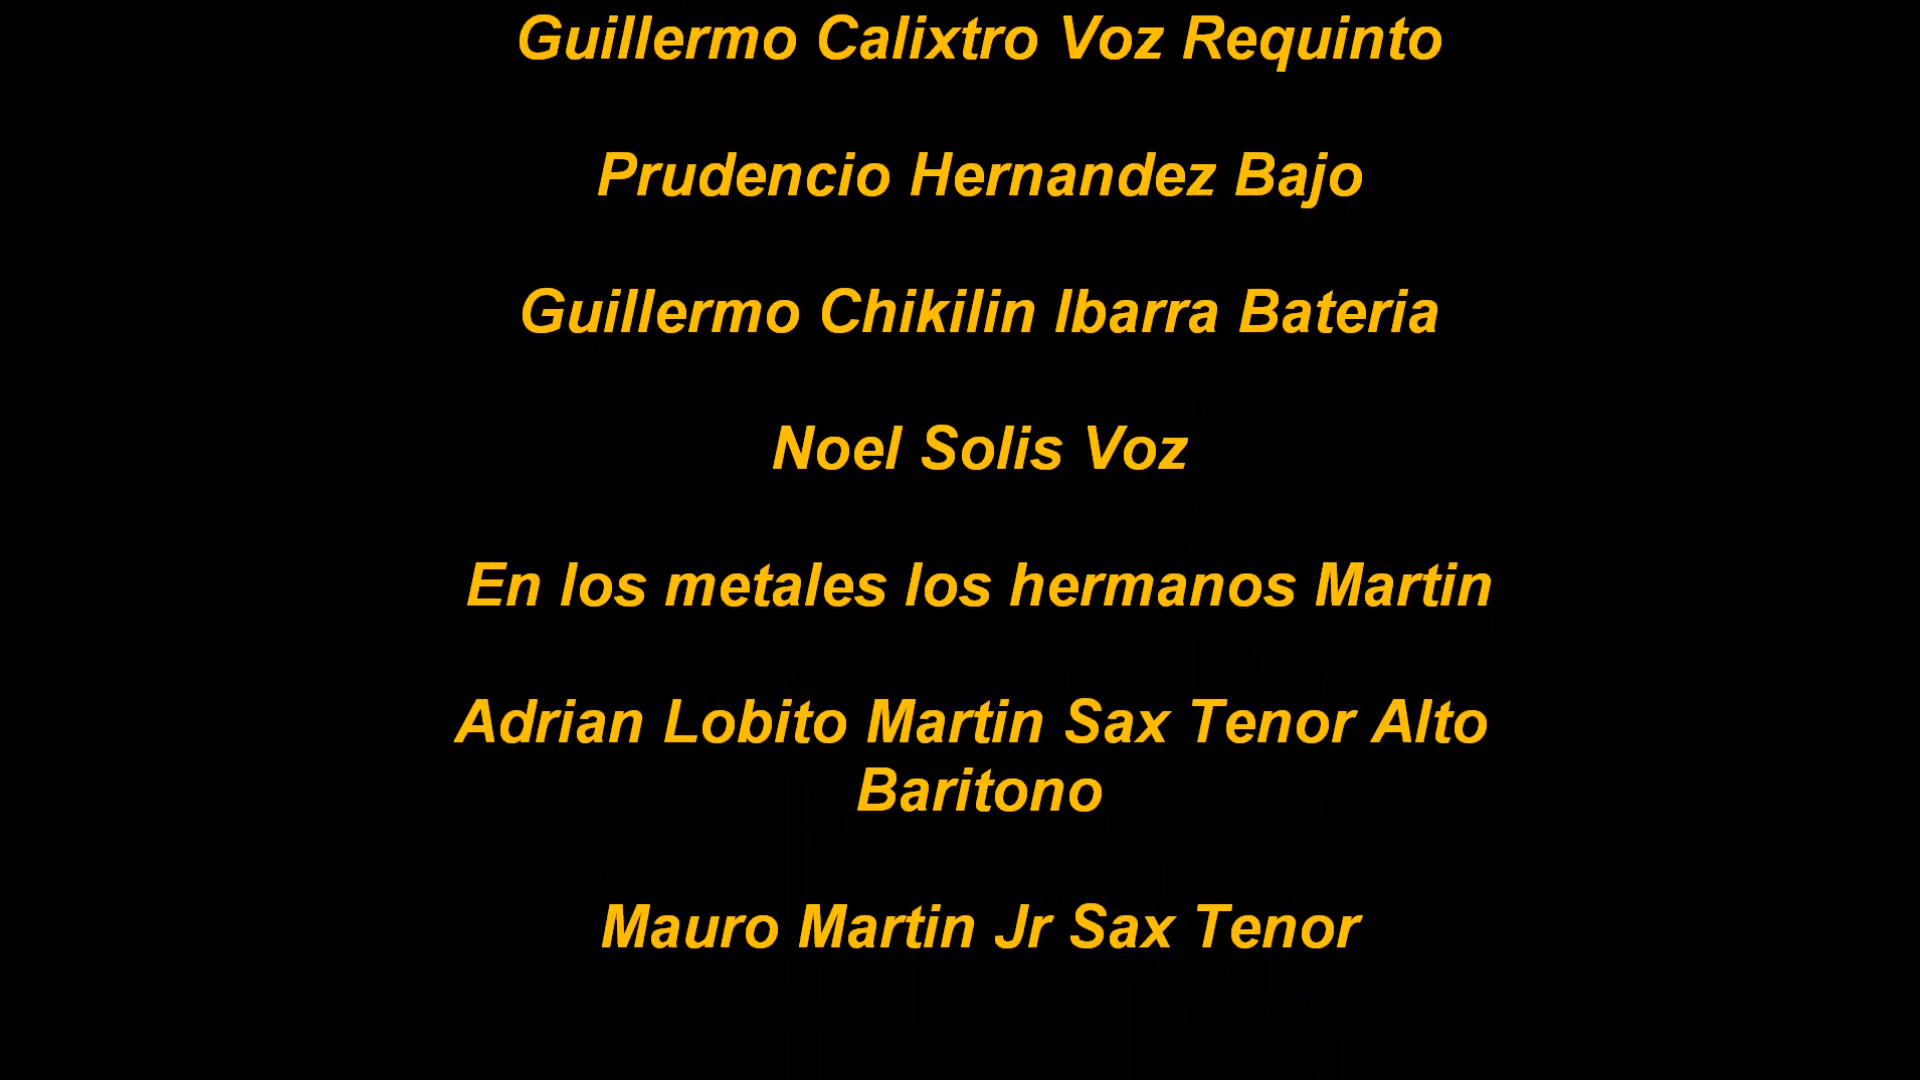 Guillermo Calixtro Voz Requinto
Prudencio Hernandez Bajo
Guillermo Chikilin Ibarra Bateria
Noel Solis Voz
En los metales los hermanos Martin
Adrian Lobito Martin Sax Tenor Alto
Baritono
Mauro Martin Jr Sax Tenor